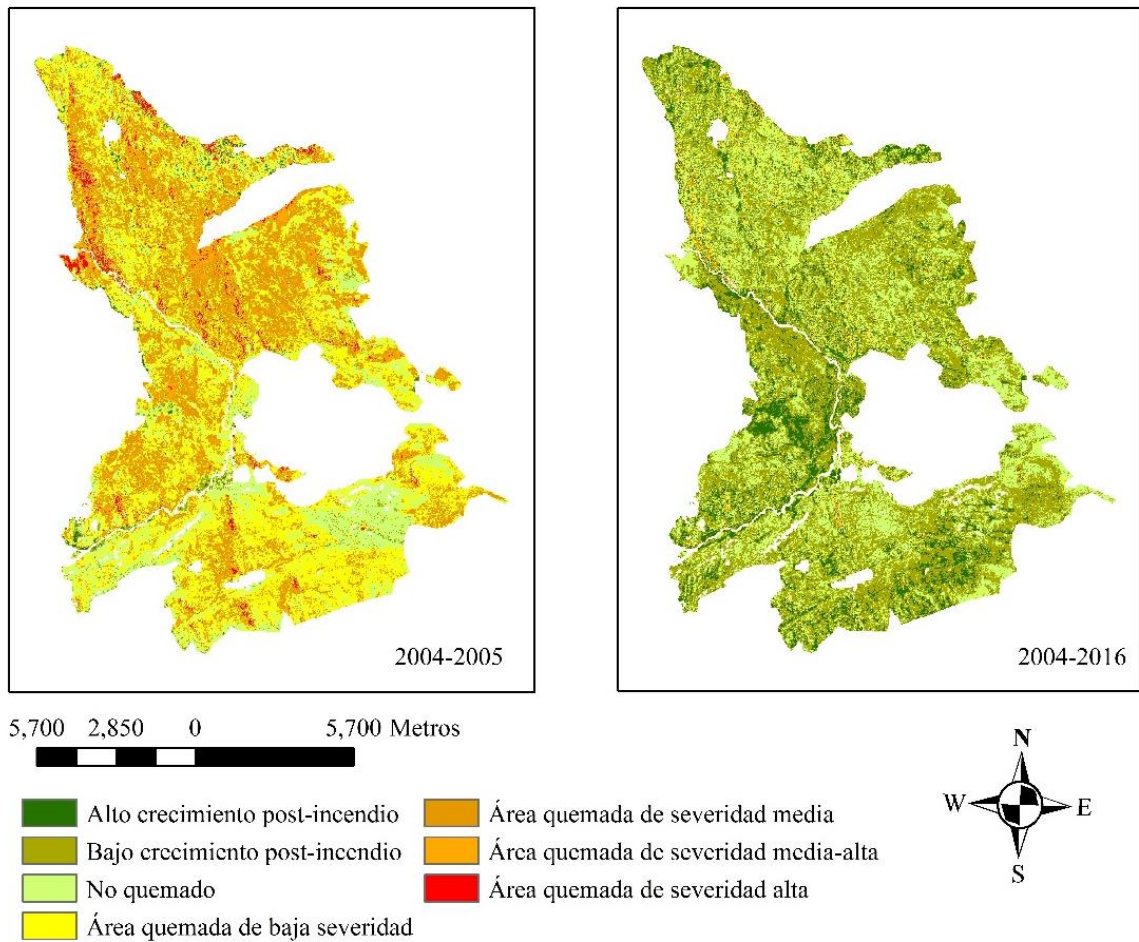 2004-2005
2004-2016
5,700 2,850 0 5,700 Metros
N
W E
S
Alto crecimiento post-incendio
Bajo crecimiento post-incendio
No quemado
Área quemada de baja severidad
Área quemada de severidad media
Área quemada de severidad media-alta
Área quemada de severidad alta